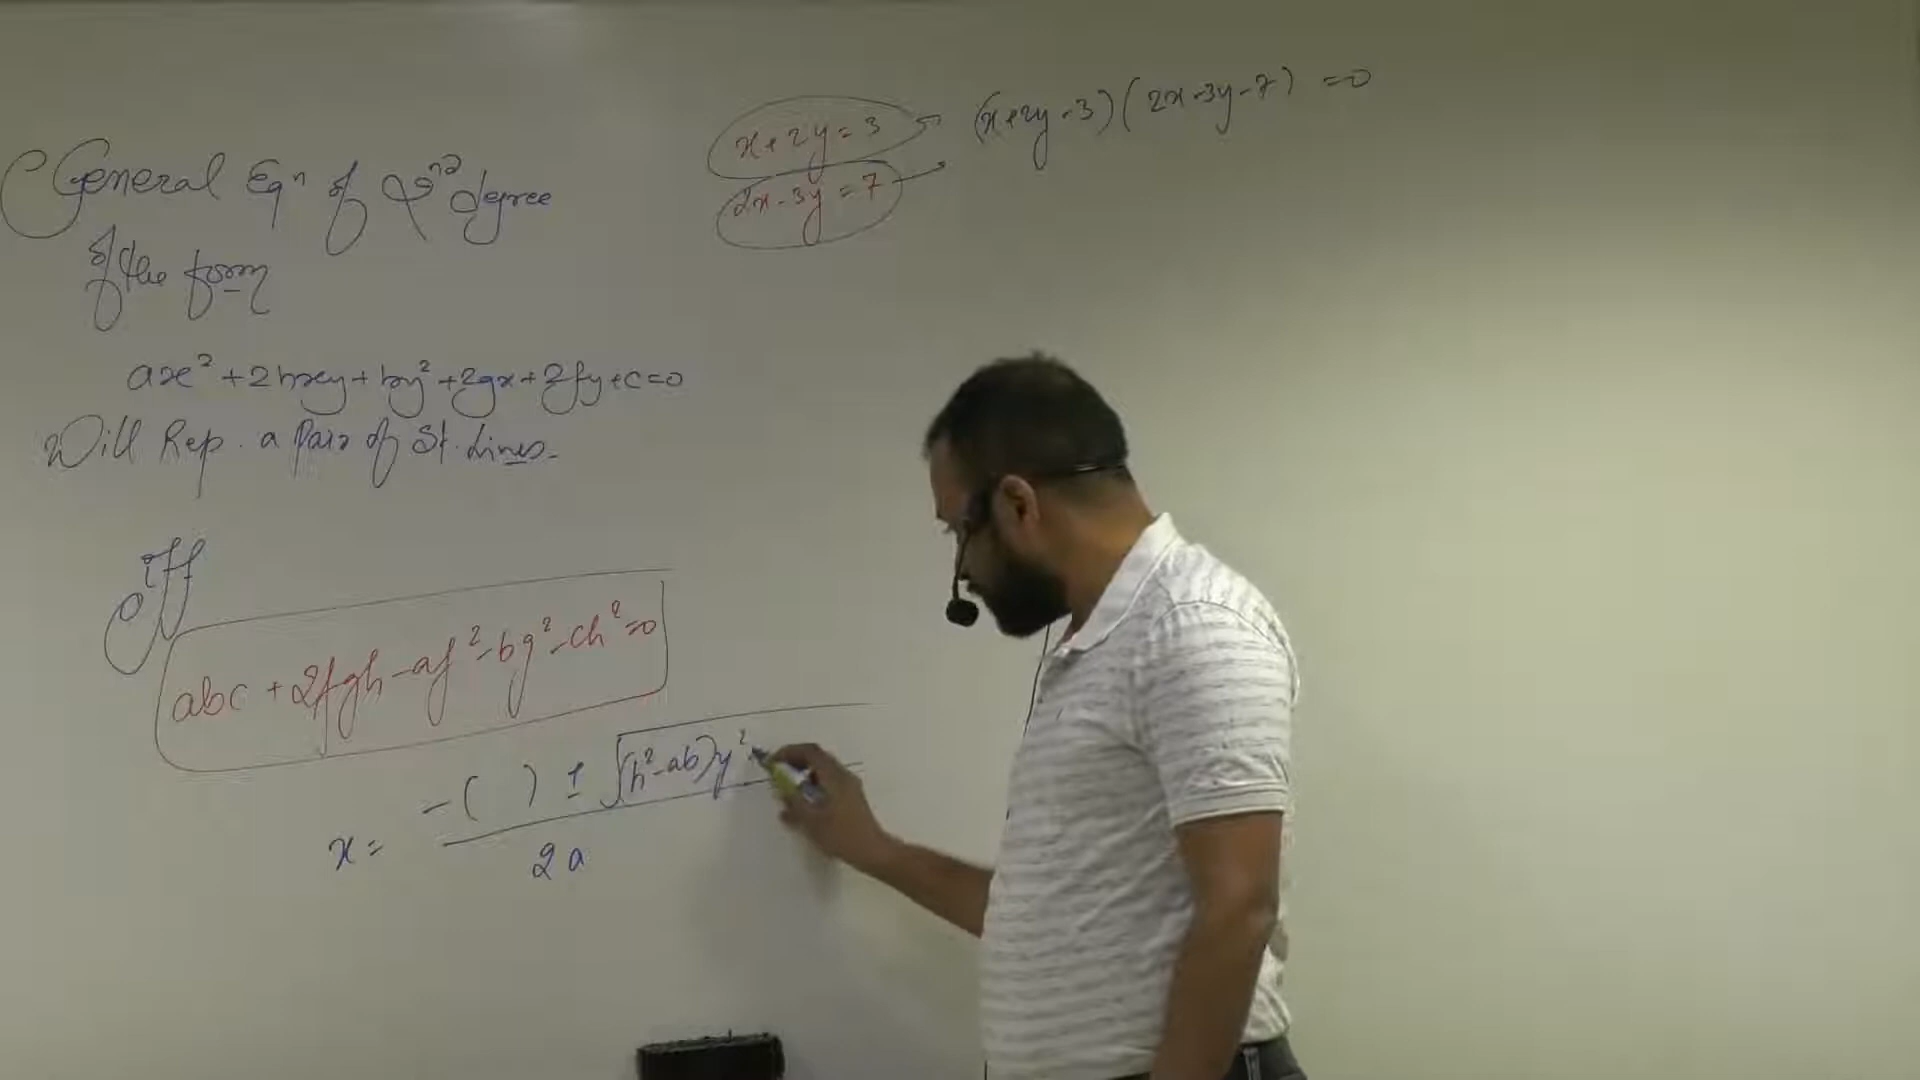 General Eqn of 2nd degree
of the form
ax² + 2hxy + by² + 2gx + 2fy + c = 0
Will Rep. a Pair of St. Lines.
iff
abc + 2fgh - af² - bg² - ch² = 0
x = -( ) ± √(h² - ab)y² / 2a
x + 2y = 3
2x - 3y = 7
(x + 2y - 3)(2x - 3y - 7) = 0